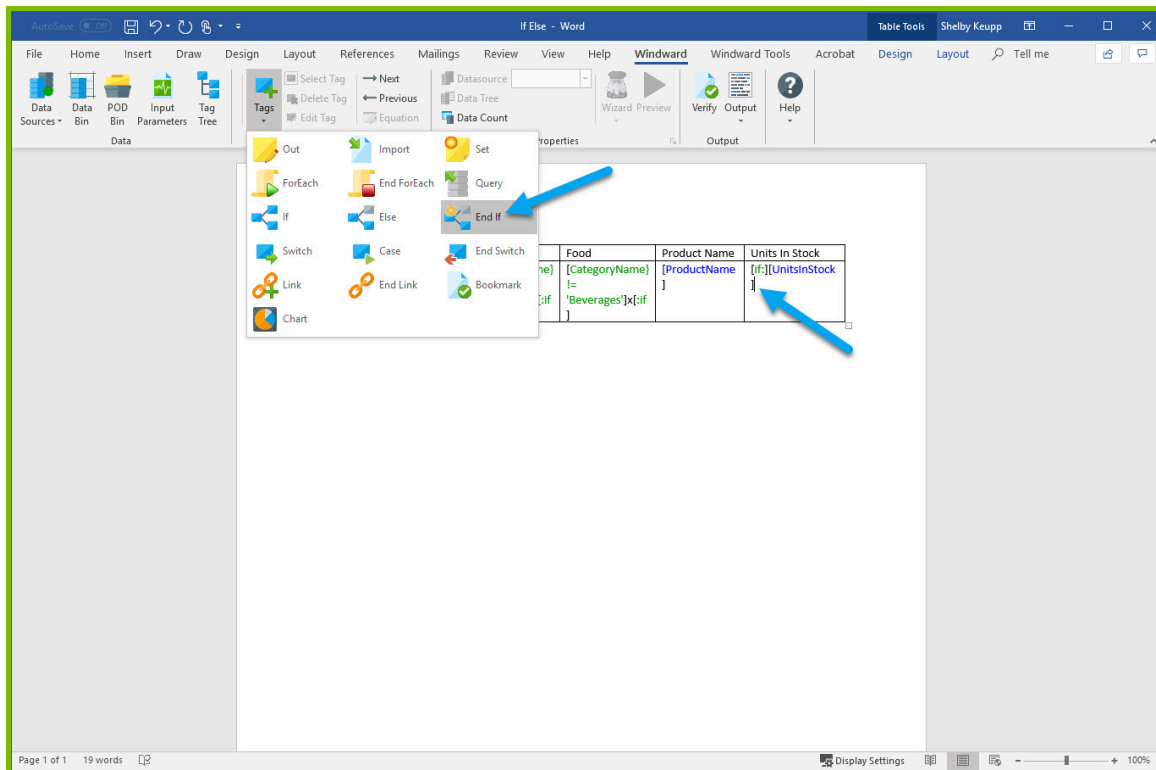 AutoSave Off If Else - Word Table Tools Shelby Keupp
File Home Insert Draw Design Layout References Mailings Review View Help Windward Windward Tools Acrobat Design Layout Tell me
Data Sources Data Bin POD Bin Input Parameters Tag Tree Tags Select Tag Next Datasource Wizard Preview Verify Output Help
Delete Tag Previous Data Tree
Edit Tag Equation Data Count
Data roperties Output
Out Import Set
ForEach End ForEach Query
If Else End If
Switch Case End Switch
Link End Link Bookmark
Chart
Food Product Name Units In Stock
ne} [CategoryName} [ProductName [if:][UnitsInStock
!= ] ]
[:if 'Beverages']x[:if
]
Page 1 of 1 19 words Display Settings 100%